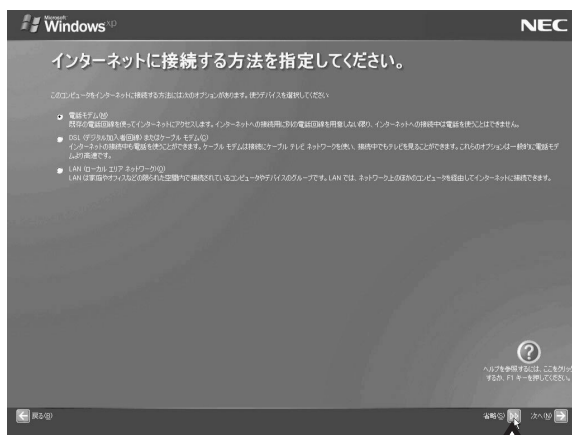 Microsoft
Windows xp
NEC
インターネットに接続する方法を指定してください。
このコンピュータをインターネットに接続する方法には次のオプションがあります。使うデバイスを選択してください:
電話モデム(M)
既存の電話回線を使ってインターネットにアクセスします。インターネットへの接続用に別の電話回線を用意しない限り、インターネットへの接続中は電話を使うことはできません。
DSL (デジタル加入者回線) またはケーブル モデム(C)
インターネットの接続中も電話を使うことができます。ケーブル モデムは接続にケーブル テレビ ネットワークを使い、接続中でもテレビを見ることができます。これらのオプションは一般的に電話モデ
ムより高速です。
LAN (ローカル エリア ネットワーク)(L)
LAN は家庭やオフィスなどの限られた空間内で接続されているコンピュータやデバイスのグループです。LAN では、ネットワーク上のほかのコンピュータを経由してインターネットに接続できます。
ヘルプを参照するには、ここをクリック
するか、F1 キーを押してください。
戻る(B)
省略(S)
次へ(N)